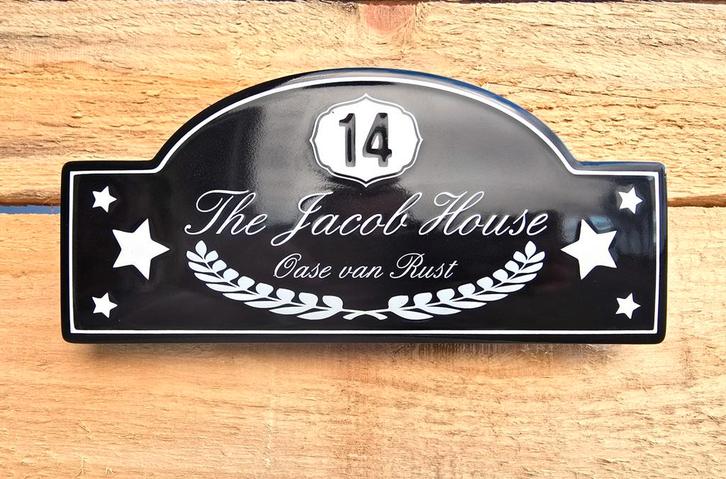 14
The Jacob House
Oase van Rust